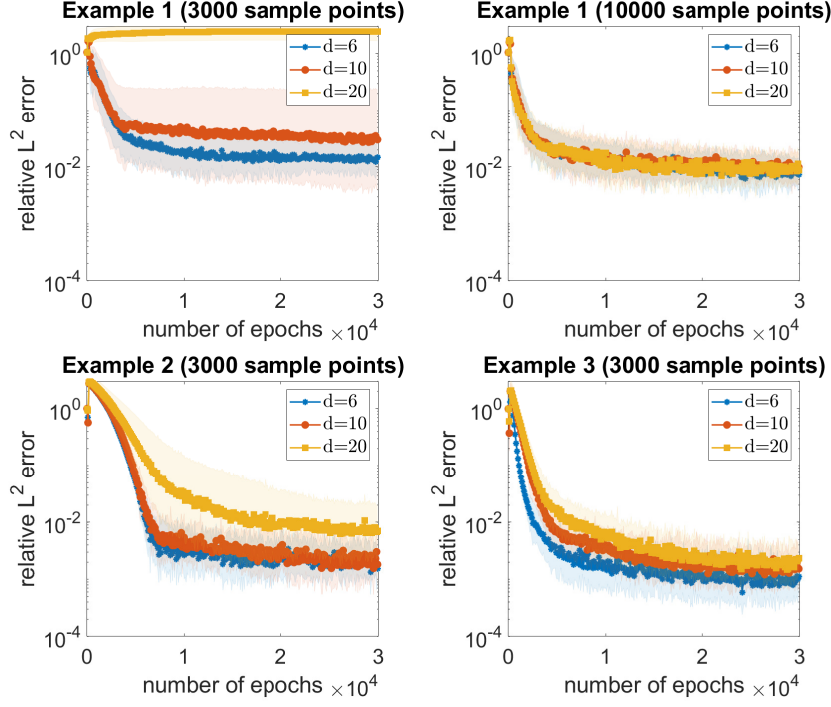 Example 1 (3000 sample points)
10^0
10^-2
10^-4
relative L^2 error
d=6
d=10
d=20
0 1 2 3
number of epochs ×10^4
Example 1 (10000 sample points)
10^0
10^-2
10^-4
relative L^2 error
d=6
d=10
d=20
0 1 2 3
number of epochs ×10^4
Example 2 (3000 sample points)
10^0
10^-2
10^-4
relative L^2 error
d=6
d=10
d=20
0 1 2 3
number of epochs ×10^4
Example 3 (3000 sample points)
10^0
10^-2
10^-4
relative L^2 error
d=6
d=10
d=20
0 1 2 3
number of epochs ×10^4